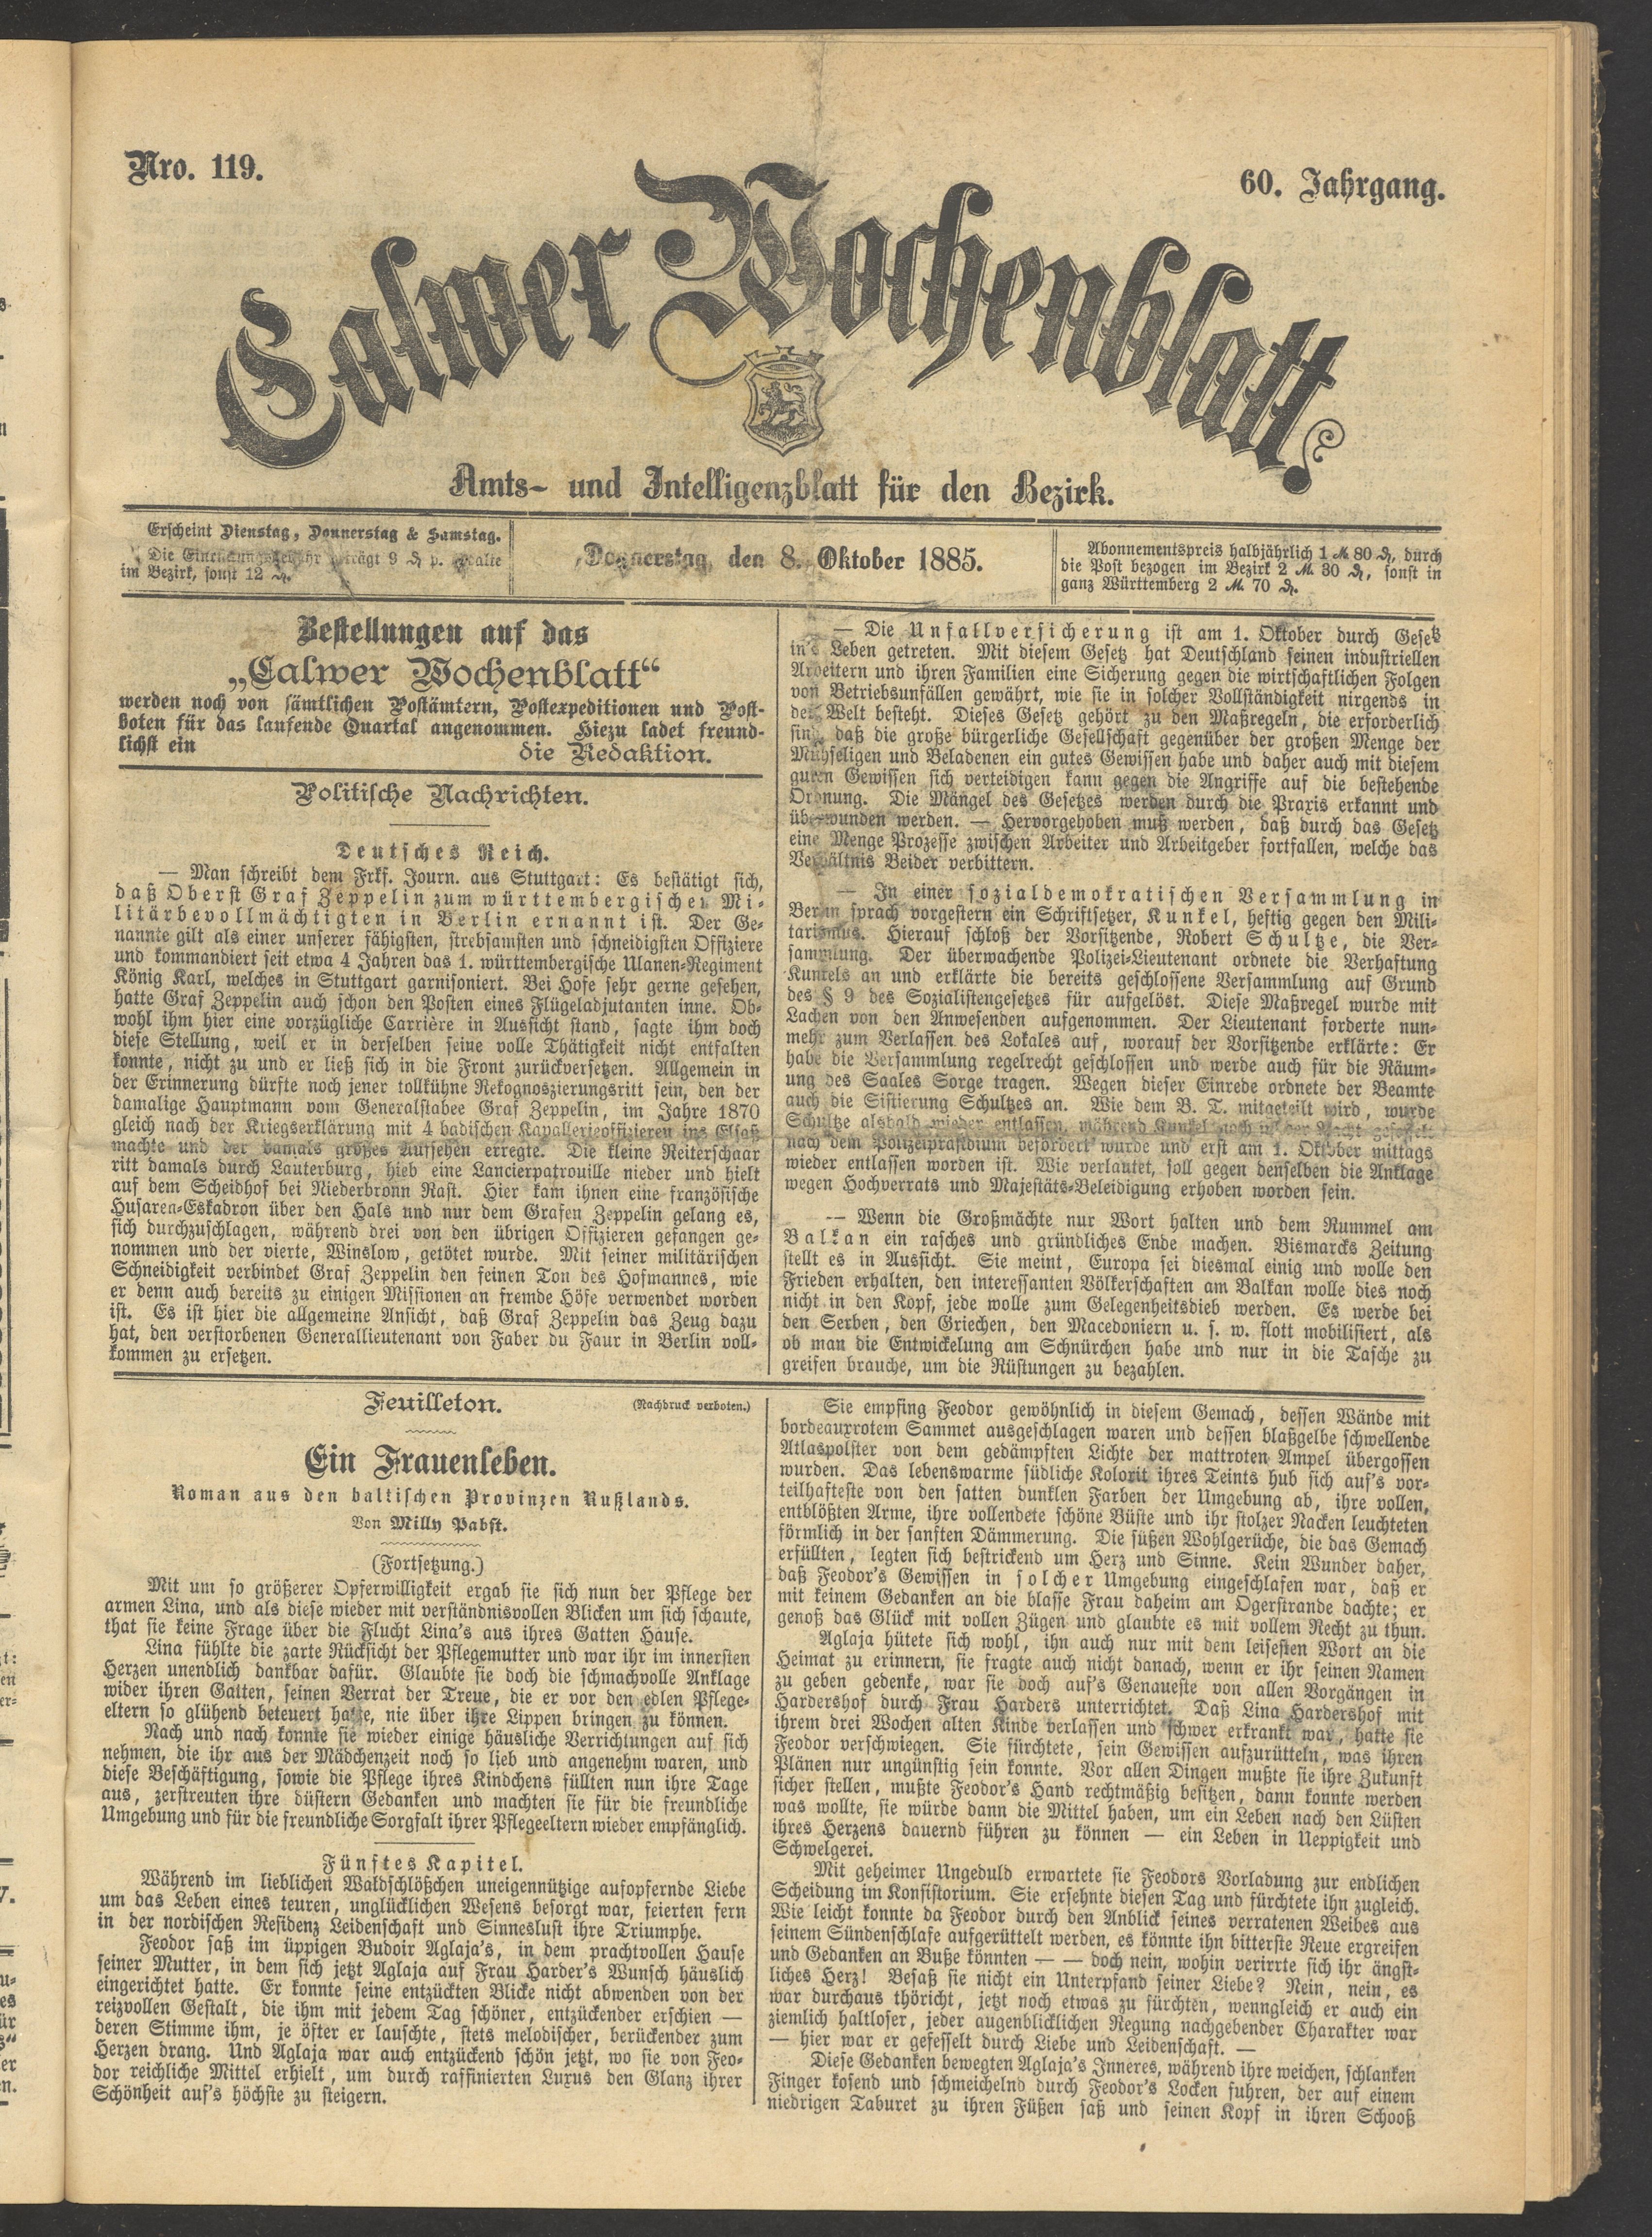 Nro. 119.
60. Jahrgang.
Calwer Wochenblatt.
Amts- und Intelligenzblatt für den Bezirk.
Erscheint Dienstag, Donnerstag & Samstag.
Die Einrückungsgebühr beträgt 9 ₰ p. Zeile
im Bezirk, sonst 12 ₰.
Donnerstag, den 8. Oktober 1885.
Abonnementspreis halbjährlich 1 ℳ 80 ₰, durch
die Post bezogen im Bezirk 2 ℳ 30 ₰, sonst in
ganz Württemberg 2 ℳ 70 ₰.
Bestellungen auf das
„Calwer Wochenblatt“
werden noch von sämtlichen Postämtern, Postexpeditionen und Post-
boten für das laufende Quartal angenommen. Hiezu ladet freund-
lichst ein die Redaktion.
Politische Nachrichten.
Deutsches Reich.
— Man schreibt dem Frkf. Journ. aus Stuttgart: Es bestätigt sich,
daß Oberst Graf Zeppelin zum württembergischen Mi-
litärbevollmächtigten in Berlin ernannt ist. Der Ge-
nannte gilt als einer unserer fähigsten, strebsamsten und schneidigsten Offiziere
und kommandiert seit etwa 4 Jahren das 1. württembergische Ulanen-Regiment
König Karl, welches in Stuttgart garnisoniert. Bei Hofe sehr gerne gesehen,
hatte Graf Zeppelin auch schon den Posten eines Flügeladjutanten inne. Ob-
wohl ihm hier eine vorzügliche Carrière in Aussicht stand, sagte ihm doch
diese Stellung, weil er in derselben seine volle Thätigkeit nicht entfalten
konnte, nicht zu und er ließ sich in die Front zurückversetzen. Allgemein in
der Erinnerung dürfte noch jener tollkühne Rekognoszierungsritt sein, den der
damalige Hauptmann vom Generalstabee Graf Zeppelin, im Jahre 1870
gleich nach der Kriegserklärung mit 4 badischen Kavallerieoffizieren ins Elsaß
machte und der damals großes Aufsehen erregte. Die kleine Reiterschaar
ritt damals durch Lauterburg, hieb eine Lancierpatrouille nieder und hielt
auf dem Scheidhof bei Niederbronn Rast. Hier kam ihnen eine französische
Husaren-Eskadron über den Hals nnd nur dem Grafen Zeppelin gelang es,
sich durchzuschlagen, während drei von den übrigen Offizieren gefangen ge-
nommen und der vierte, Winslow, getötet wurde. Mit seiner militärischen
Schneidigkeit verbindet Graf Zeppelin den feinen Ton des Hofmannes, wie
er denn auch bereits zu einigen Missionen an fremde Höfe verwendet worden
ist. Es ist hier die allgemeine Ansicht, daß Graf Zeppelin das Zeug dazu
hat, den verstorbenen Generallieutenant von Faber du Faur in Berlin voll-
kommen zu ersetzen.
— Die Unfallversicherung ist am 1. Oktober durch Gesetz
in's Leben getreten. Mit diesem Gesetz hat Deutschland seinen industriellen
Arbeitern und ihren Familien eine Sicherung gegen die wirtschaftlichen Folgen
von Betriebsunfällen gewährt, wie sie in solcher Vollständigkeit nirgends in
der Welt besteht. Dieses Gesetz gehört zu den Maßregeln, die erforderlich
sind, daß die große bürgerliche Gesellschaft gegenüber der großen Menge der
Mühseligen und Beladenen ein gutes Gewissen habe und daher auch mit diesem
guten Gewissen sich verteidigen kann gegen die Angriffe auf die bestehende
Ordnung. Die Mängel des Gesetzes werden durch die Praxis erkannt und
überwunden werden. — Hervorgehoben muß werden, daß durch das Gesetz
eine Menge Prozesse zwischen Arbeiter und Arbeitgeber fortfallen, welche das
Verhältnis Beider verbittern.
— In einer sozialdemokratischen Versammlung in
Berlin sprach vorgestern ein Schriftsetzer, Kunkel, heftig gegen den Mili-
tarismus. Hierauf schloß der Vorsitzende, Robert Schultze, die Ver-
sammlung. Der überwachende Polizei-Lieutenant ordnete die Verhaftung
Kunkels an und erklärte die bereits geschlossene Versammlung auf Grund
des § 9 des Sozialistengesetzes für aufgelöst. Diese Maßregel wurde mit
Lachen von den Anwesenden aufgenommen. Der Lieutenant forderte nun-
mehr zum Verlassen des Lokales auf, worauf der Vorsitzende erklärte: Er
habe die Versammlung regelrecht geschlossen und werde auch für die Räum-
ung des Saales Sorge tragen. Wegen dieser Einrede ordnete der Beamte
auch die Sistierung Schultzes an. Wie dem B. T. mitgeteilt wird, wurde
Schultze alsbald wieder entlassen, während Kunkel noch in der Nacht gefesselt
nach dem Polizeipräsidium befördert wurde und erst am 1. Oktober mittags
wieder entlassen worden ist. Wie verlautet, soll gegen denselben die Anklage
wegen Hochverrats und Majestäts-Beleidigung erhoben worden sein.
— Wenn die Großmächte nur Wort halten und dem Rummel am
Balkan ein rasches und gründliches Ende machen. Bismarcks Zeitung
stellt es in Aussicht. Sie meint, Europa sei diesmal einig und wolle den
Frieden erhalten, den interessanten Völkerschaften am Balkan wolle dies noch
nicht in den Kopf, jede wolle zum Gelegenheitsdieb werden. Es werde bei
den Serben, den Griechen, den Macedoniern u. s. w. flott mobilisiert, als
ob man die Entwickelung am Schnürchen habe und nur in die Tasche zu
greifen brauche, um die Rüstungen zu bezahlen.
Feuilleton. (Nachdruck verboten.)
Ein Frauenleben.
Roman aus den baltischen Provinzen Rußlands.
Von Milly Pabst.
(Fortsetzung.)
Mit um so größerer Opferwilligkeit ergab sie sich nun der Pflege der
armen Lina, und als diese wieder mit verständnisvollen Blicken um sich schaute,
that sie keine Frage über die Flucht Lina's aus ihres Gatten Hause.
Lina fühlte die zarte Rücksicht der Pflegemutter und war ihr im innersten
Herzen unendlich dankbar dafür. Glaubte sie doch die schmachvolle Anklage
wider ihren Gatten, seinen Verrat der Treue, die er vor den edlen Pflege-
eltern so glühend beteuert hatte, nie über ihre Lippen bringen zu können.
Nach und nach konnte sie wieder einige häusliche Verrichtungen auf sich
nehmen, die ihr aus der Mädchenzeit noch so lieb und angenehm waren, und
diese Beschäftigung, sowie die Pflege ihres Kindchens füllten nun ihre Tage
aus, zerstreuten ihre düstern Gedanken und machten sie für die freundliche
Umgebung und für die freundliche Sorgfalt ihrer Pflegeeltern wieder empfänglich.
Fünftes Kapitel.
Während im lieblichen Waldschlößchen uneigennützige aufopfernde Liebe
um das Leben eines teuren, unglücklichen Wesens besorgt war, feierten fern
in der nordischen Residenz Leidenschaft und Sinneslust ihre Triumphe.
Feodor saß im üppigen Budoir Aglaja's, in dem prachtvollen Hause
seiner Mutter, in dem sich jetzt Aglaja auf Frau Harder's Wunsch häuslich
eingerichtet hatte. Er konnte seine entzückten Blicke nicht abwenden von der
reizvollen Gestalt, die ihm mit jedem Tag schöner, entzückender erschien —
deren Stimme ihm, je öfter er lauschte, stets melodischer, berückender zum
Herzen drang. Und Aglaja war auch entzückend schön jetzt, wo sie von Feo-
dor reichliche Mittel erhielt, um durch raffinierten Luxus den Glanz ihrer
Schönheit auf's höchste zu steigern.
Sie empfing Feodor gewöhnlich in diesem Gemach, dessen Wände mit
bordeauxrotem Sammet ausgeschlagen waren und dessen blaßgelbe schwellende
Atlaspolster von dem gedämpften Lichte der mattroten Ampel übergossen
wurden. Das lebenswarme südliche Kolorit ihres Teints hub sich auf's vor-
teilhafteste von den satten dunklen Farben der Umgebung ab, ihre vollen,
entblößten Arme, ihre vollendete schöne Büste und ihr stolzer Nacken leuchteten
förmlich in der sanften Dämmerung. Die süßen Wohlgerüche, die das Gemach
erfüllten, legten sich bestrickend um Herz und Sinne. Kein Wunder daher,
daß Feodor's Gewissen in solcher Umgebung eingeschlafen war, daß er
mit keinem Gedanken an die blasse Frau daheim am Ogerstrande dachte; er
genoß das Glück mit vollen Zügen und glaubte es mit vollem Recht zu thun.
Aglaja hütete sich wohl, ihn auch nur mit dem leisesten Wort an die
Heimat zu erinnern, sie fragte auch nicht danach, wenn er ihr seinen Namen
zu geben gedenke, war sie doch auf's Genaueste von allen Vorgängen in
Hardershof durch Frau Harders unterrichtet. Daß Lina Hardershof mit
ihrem drei Wochen alten Kinde verlassen und schwer erkrankt war, hatte sie
Feodor verschwiegen. Sie fürchtete, sein Gewissen aufzurütteln, was ihren
Plänen nur ungünstig sein konnte. Vor allen Dingen mußte sie ihre Zukunft
sicher stellen, mußte Feodor's Hand rechtmäßig besitzen, dann konnte werden
was wollte, sie würde dann die Mittel haben, um ein Leben nach den Lüsten
ihres Herzens dauernd führen zu können — ein Leben in Ueppigkeit und
Schwelgerei.
Mit geheimer Ungeduld erwartete sie Feodors Vorladung zur endlichen
Scheidung im Konsistorium. Sie ersehnte diesen Tag und fürchtete ihn zugleich.
Wie leicht konnte da Feodor durch den Anblick seines verratenen Weibes aus
seinem Sündenschlafe aufgerüttelt werden, es könnte ihn bitterste Reue ergreifen
und Gedanken an Buße könnten — — doch nein, wohin verirrte sich ihr ängst-
liches Herz! Besaß sie nicht ein Unterpfand seiner Liebe? Nein, nein, es
war durchaus thöricht, jetzt noch etwas zu fürchten, wenngleich er auch ein
ziemlich haltloser, jeder augenblicklichen Regung nachgebender Charakter war
— hier war er gefesselt durch Liebe und Leidenschaft. —
Diese Gedanken bewegten Aglaja's Inneres, während ihre weichen, schlanken
Finger kosend und schmeichelnd durch Feodor's Locken fuhren, der auf einem
niedrigen Taburet zu ihren Füßen saß und seinen Kopf in ihren Schooß